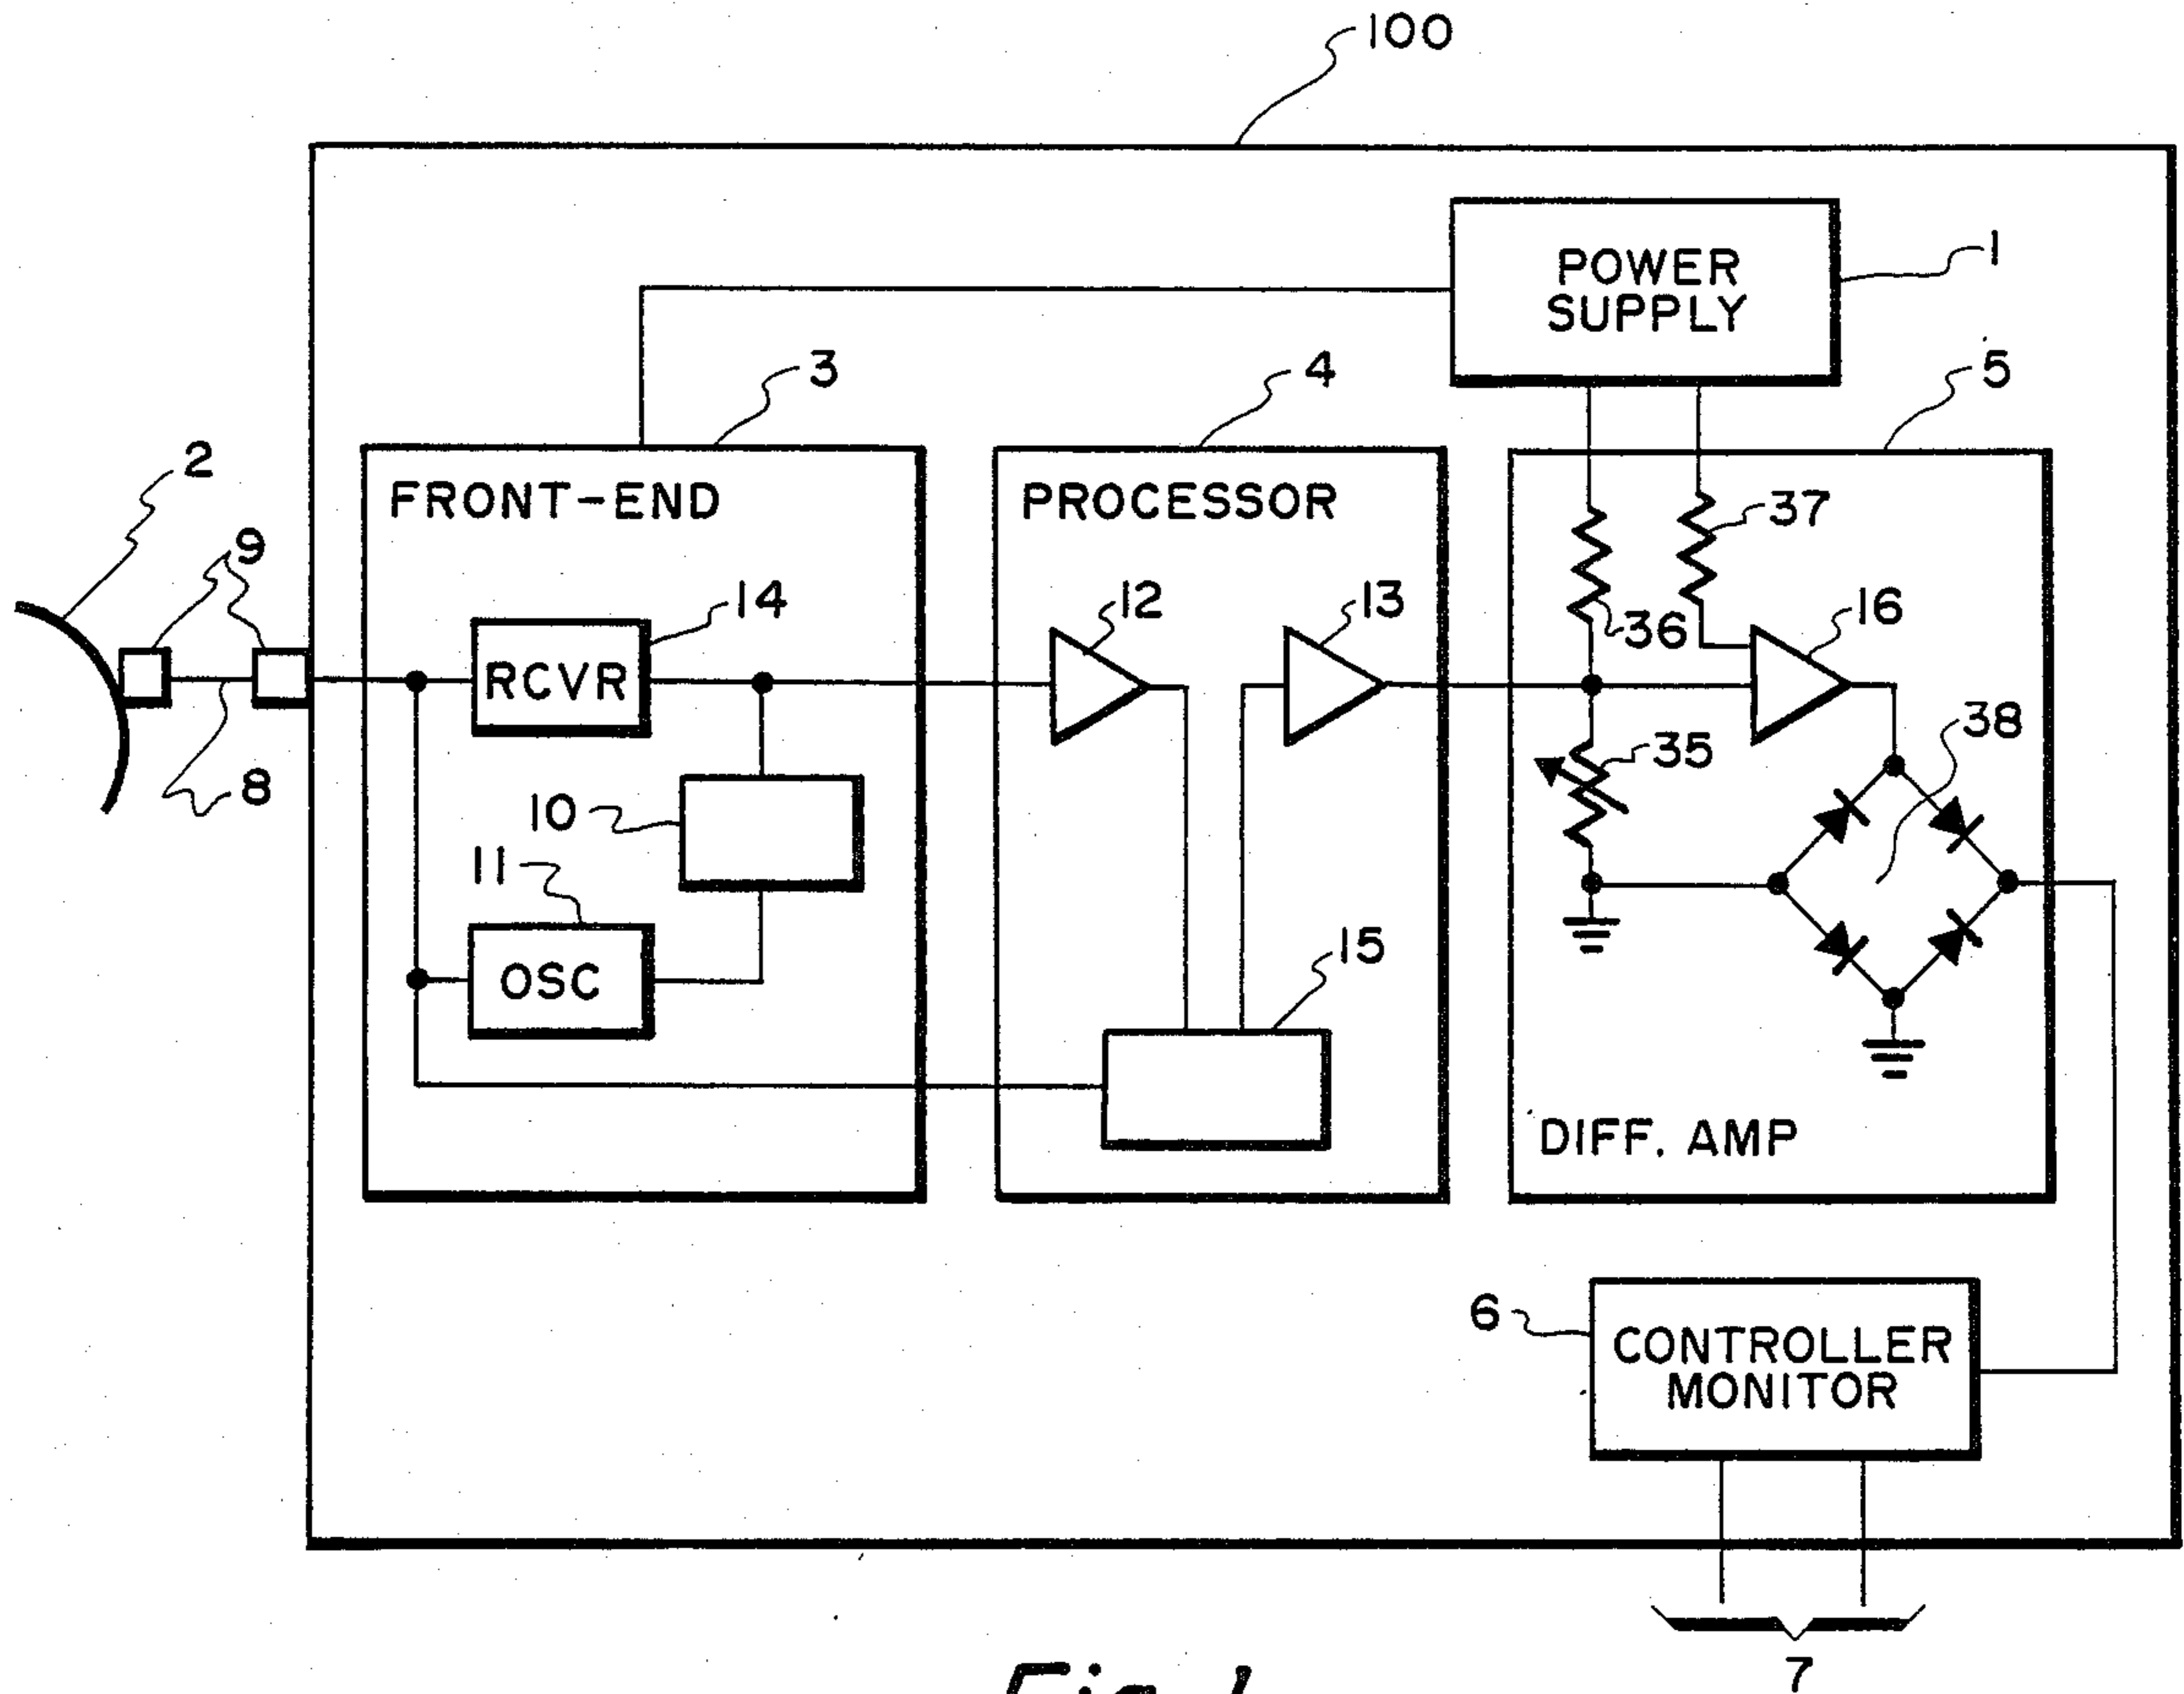 100
POWER
SUPPLY
1
3
4
5
2
9
8
FRONT-END
PROCESSOR
37
14
12
13
36
16
RCVR
35
38
10
11
OSC
15
DIFF. AMP
6
CONTROLLER
MONITOR
7